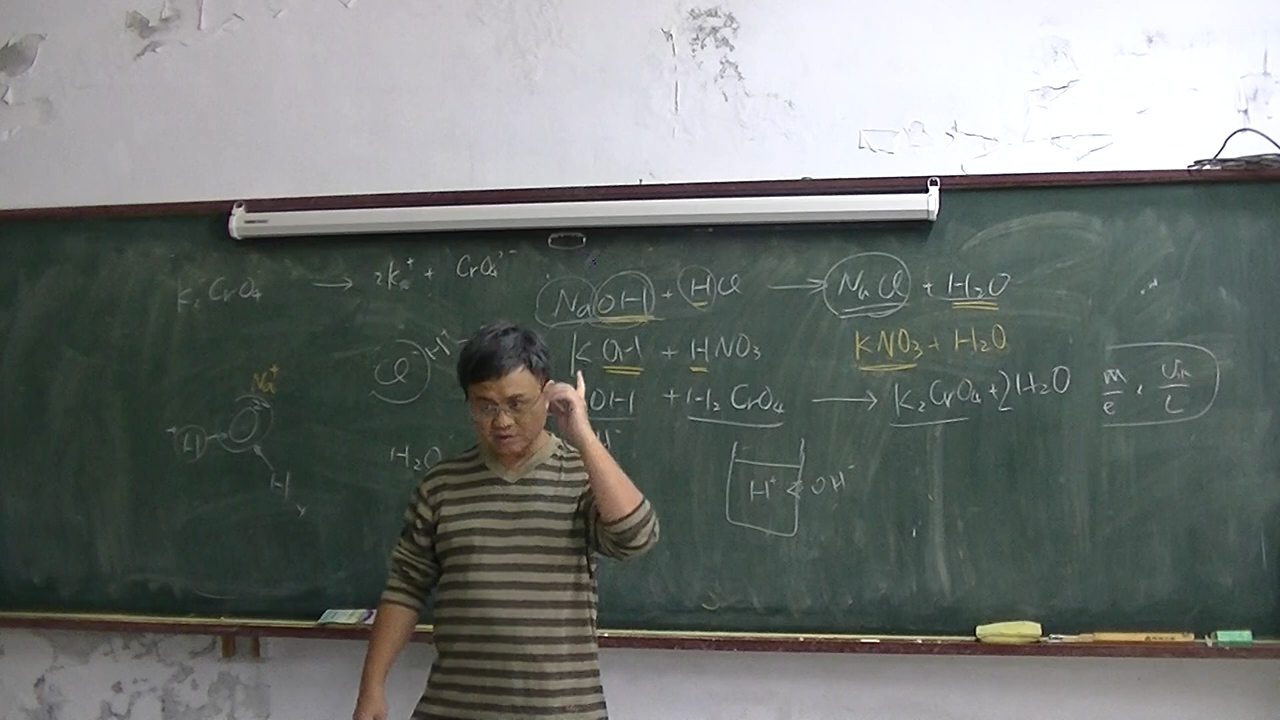 K₂CrO₄ → 2K⁺ + CrO₄²⁻
NaOH + HCl → NaCl + H₂O
KOH + HNO₃ KNO₃ + H₂O
OH + H₂CrO₄ → K₂CrO₄ + 2H₂O
Cl⁻ H⁺
Na⁺
H
H
H₂O
H⁺ OH⁻
m/e